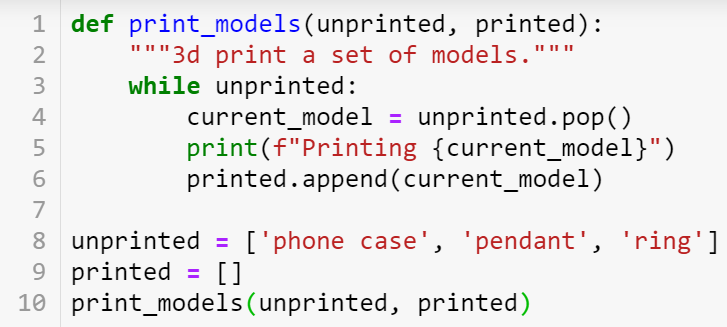 1 def print_models(unprinted, printed):
2     """3d print a set of models."""
3     while unprinted:
4         current_model = unprinted.pop()
5         print(f"Printing {current_model}")
6         printed.append(current_model)
7
8 unprinted = ['phone case', 'pendant', 'ring']
9 printed = []
10 print_models(unprinted, printed)